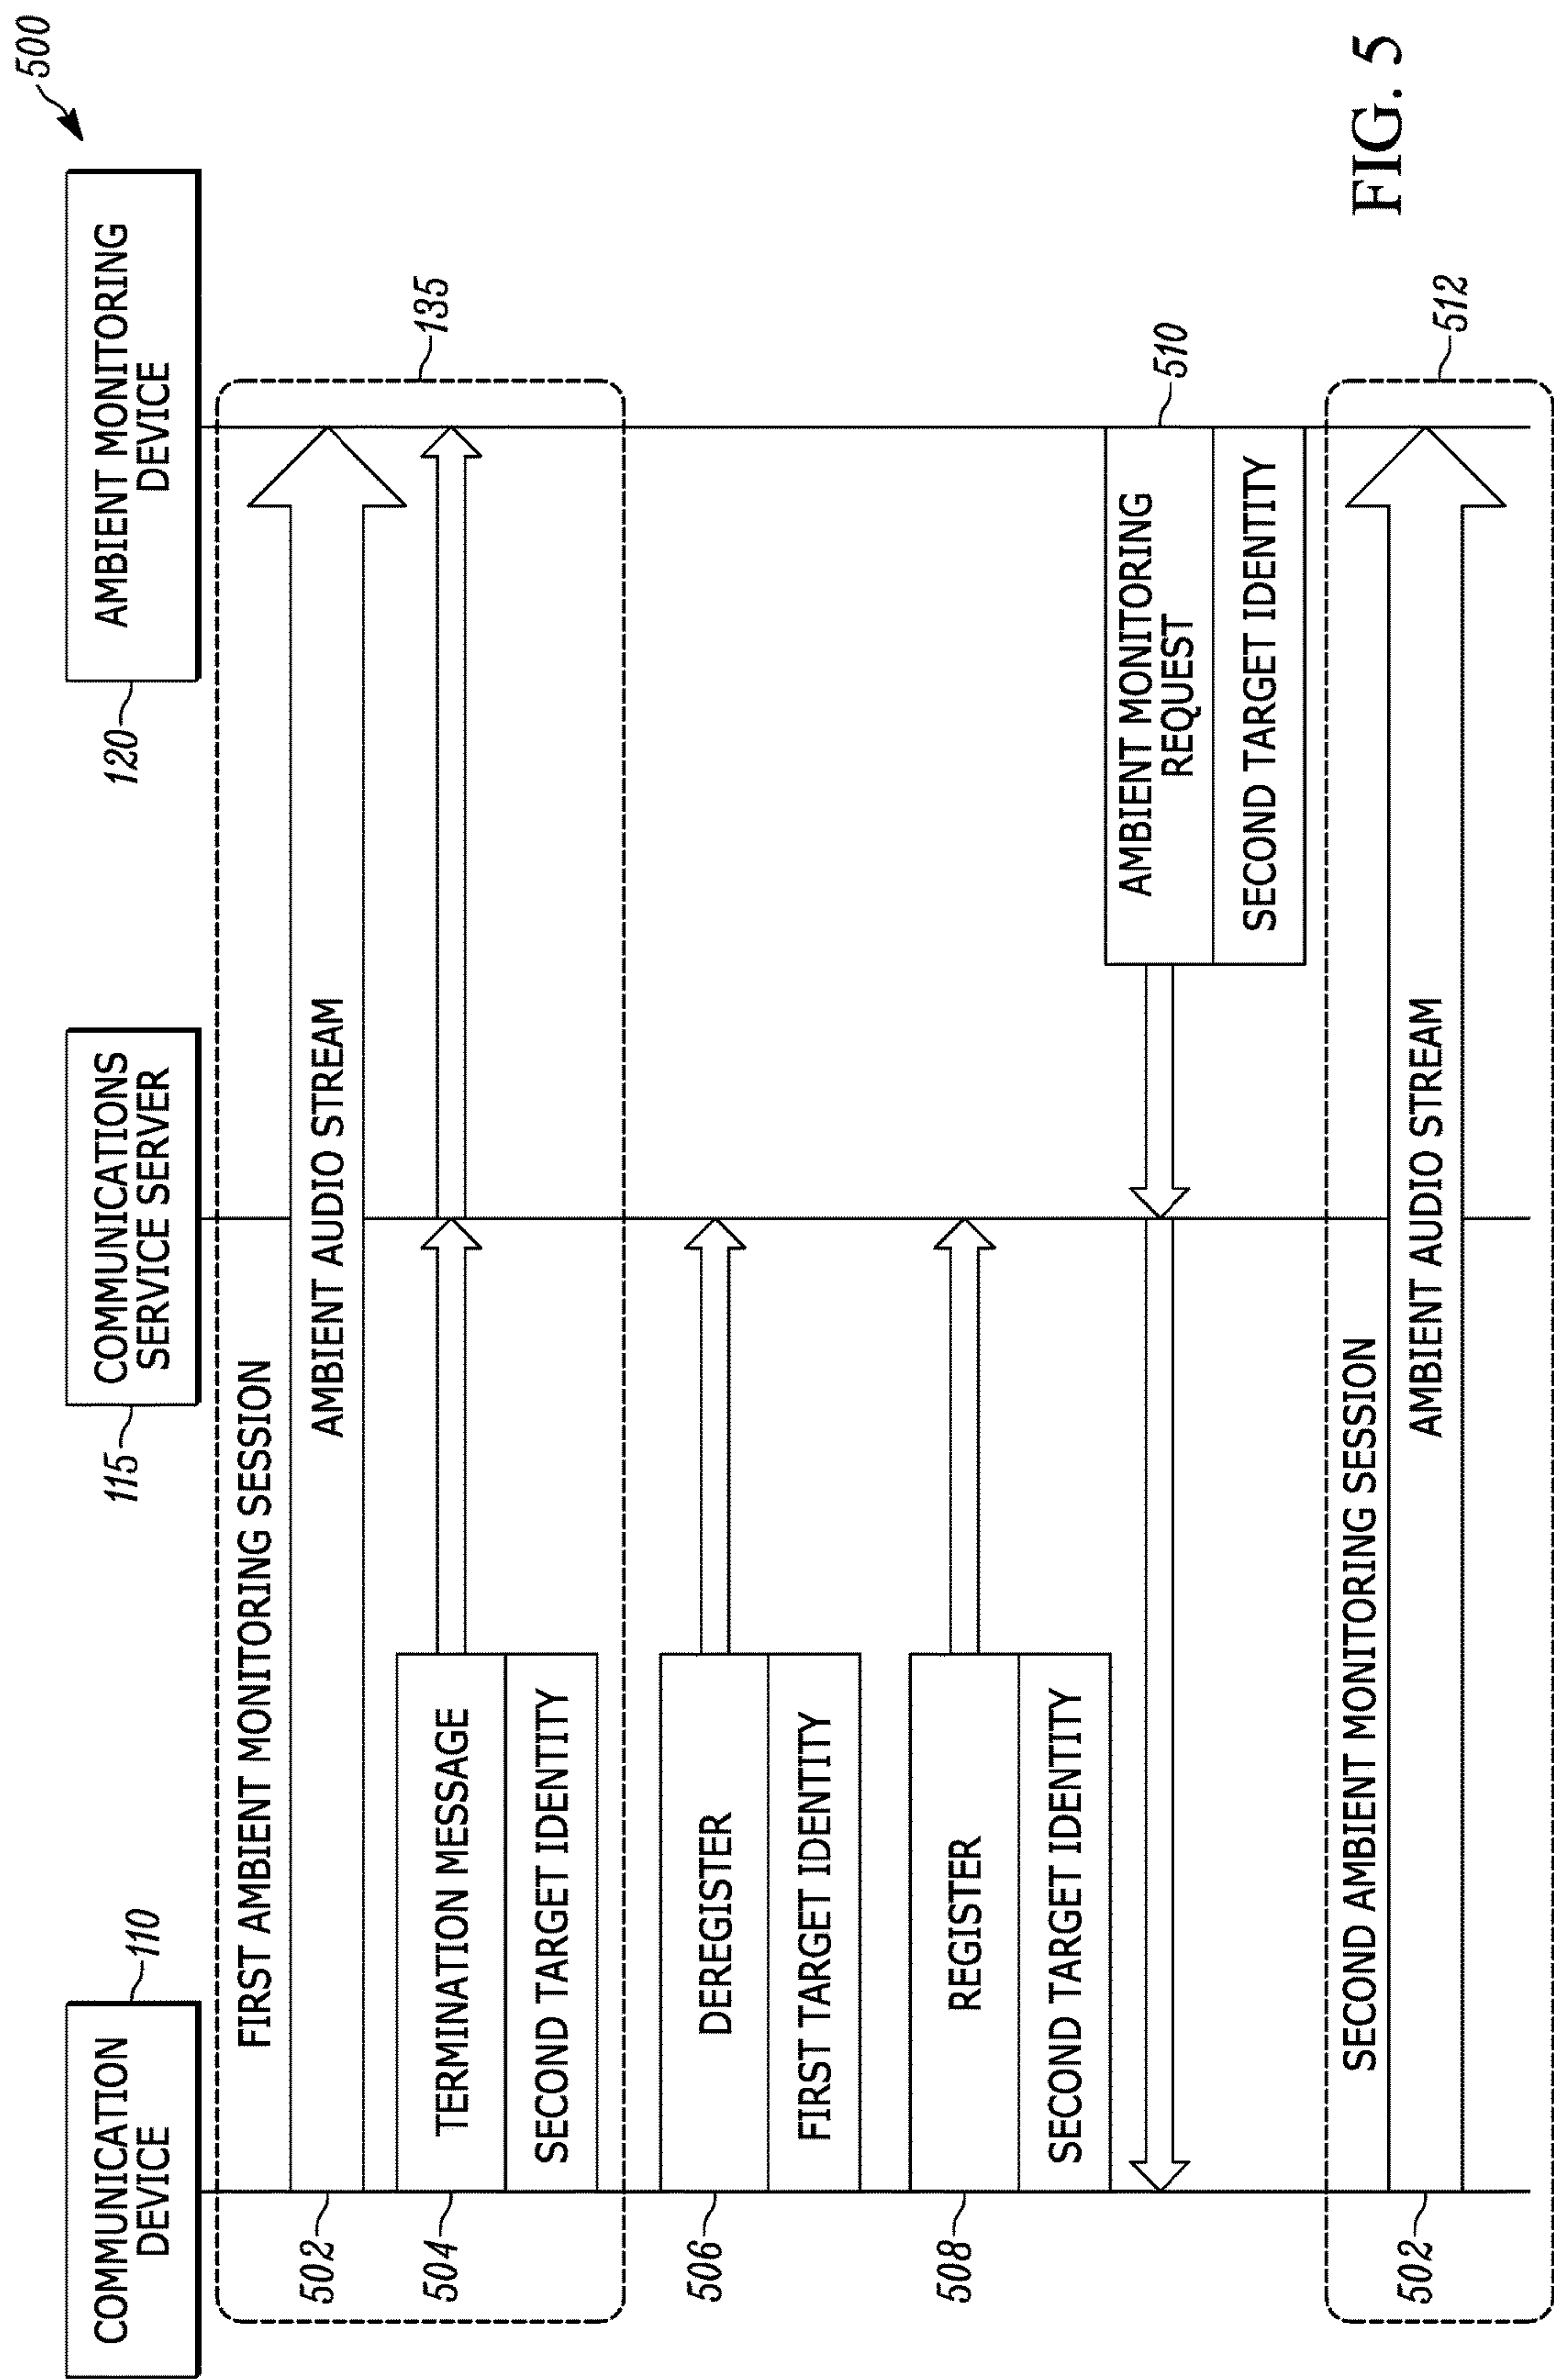 500
COMMUNICATION
DEVICE
110
COMMUNICATIONS
SERVICE SERVER
115
AMBIENT MONITORING
DEVICE
120
FIRST AMBIENT MONITORING SESSION
135
502
AMBIENT AUDIO STREAM
504
TERMINATION MESSAGE
SECOND TARGET IDENTITY
506
DEREGISTER
FIRST TARGET IDENTITY
508
REGISTER
SECOND TARGET IDENTITY
510
AMBIENT MONITORING
REQUEST
SECOND TARGET IDENTITY
SECOND AMBIENT MONITORING SESSION
512
502
AMBIENT AUDIO STREAM
FIG. 5